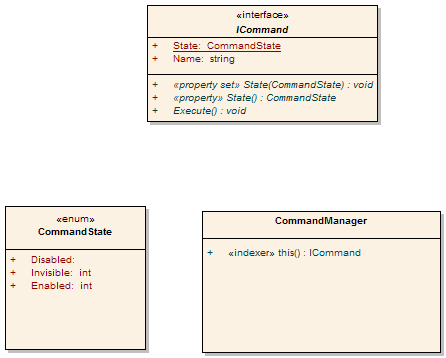 «interface»
ICommand
+ State: CommandState
+ Name: string
+ «property set» State(CommandState) : void
+ «property» State() : CommandState
+ Execute() : void
«enum»
CommandState
+ Disabled:
+ Invisible: int
+ Enabled: int
CommandManager
+ «indexer» this() : ICommand